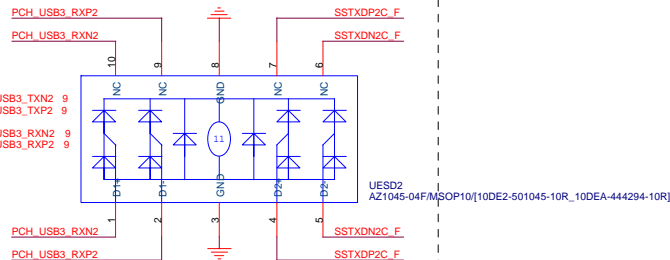 PCH_USB3_RXP2
SSTXDP2C_F
PCH_USB3_RXN2
SSTXDN2C_F
10 9 8 7 6
NC NC GND NC NC
USB3_TXN2 9
USB3_TXP2 9
USB3_RXN2 9
USB3_RXP2 9
11
D1+ D1- GND D2+ D2-
UESD2
AZ1045-04F/MSOP10/[10DE2-501045-10R_10DEA-444294-10R]
1 2 3 4 5
PCH_USB3_RXN2
SSTXDN2C_F
PCH_USB3_RXP2
SSTXDP2C_F